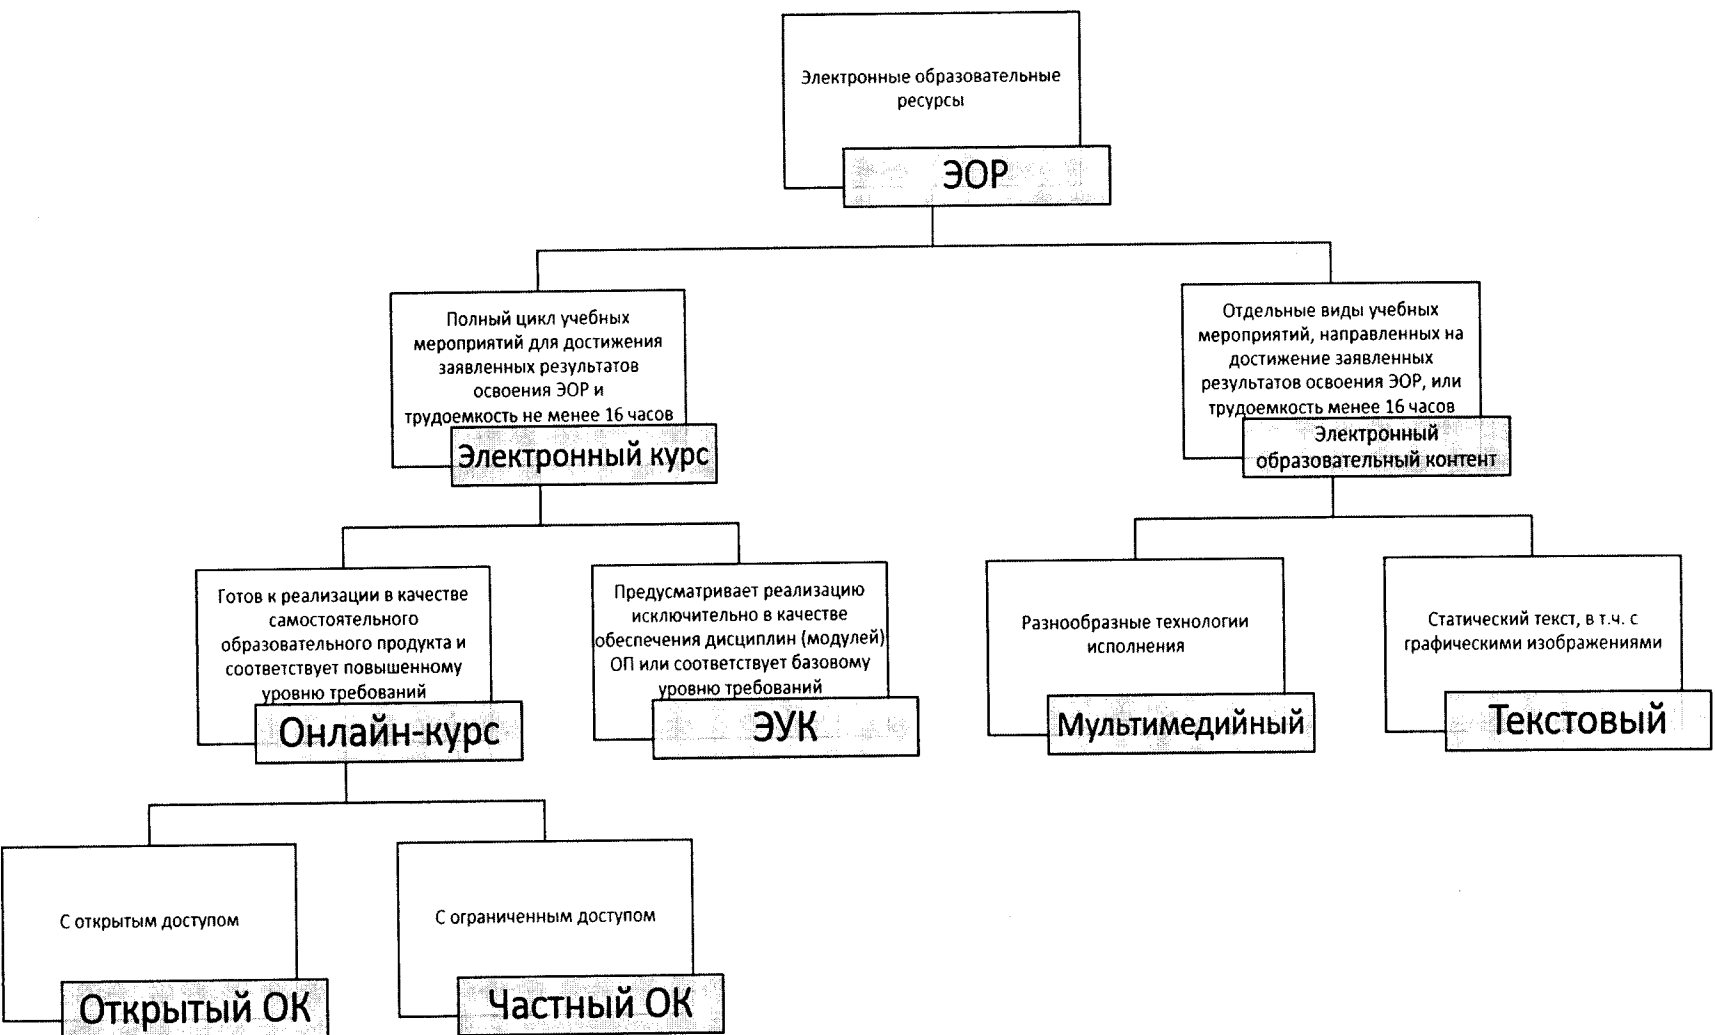 Электронные образовательные
ресурсы
ЭОР
Полный цикл учебных
мероприятий для достижения
заявленных результатов
освоения ЭОР и
трудоемкость не менее 16 часов
Электронный курс
Отдельные виды учебных
мероприятий, направленных на
достижение заявленных
результатов освоения ЭОР, или
трудоемкость менее 16 часов
Электронный
образовательный контент
Готов к реализации в качестве
самостоятельного
образовательного продукта и
соответствует повышенному
уровню требований
Онлайн-курс
Предусматривает реализацию
исключительно в качестве
обеспечения дисциплин (модулей)
ОП или соответствует базовому
уровню требований
ЭУК
Разнообразные технологии
исполнения
Мультимедийный
Статический текст, в т.ч. с
графическими изображениями
Текстовый
С открытым доступом
Открытый ОК
С ограниченным доступом
Частный ОК